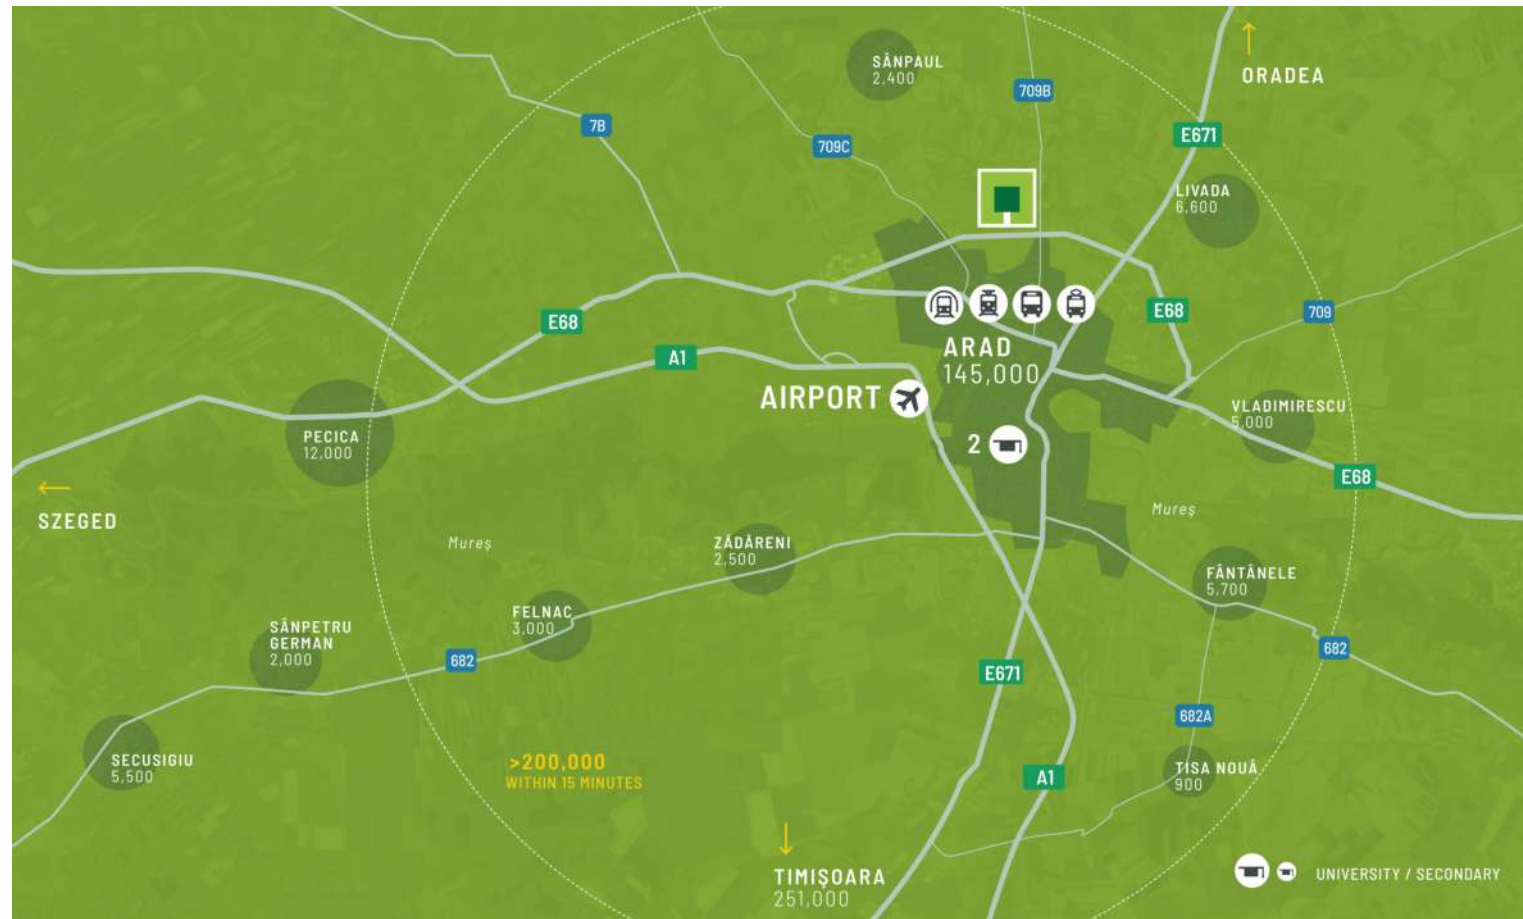 SÂNPAUL
2,400
ORADEA
709B
7B
E671
709C
LIVADA
6,600
E68
E68
709
A1
ARAD
145,000
AIRPORT
VLADIMIRESCU
5,000
PECICA
12,000
2
E68
SZEGED
Mureş
Mureş
ZĂDĂRENI
2,500
FÂNTÂNELE
5,700
FELNAC
3,000
SÂNPETRU
GERMAN
2,000
682
682
E671
682A
SECUSIGIU
5,500
>200,000
WITHIN 15 MINUTES
TISA NOUĂ
900
A1
TIMIŞOARA
251,000
UNIVERSITY / SECONDARY